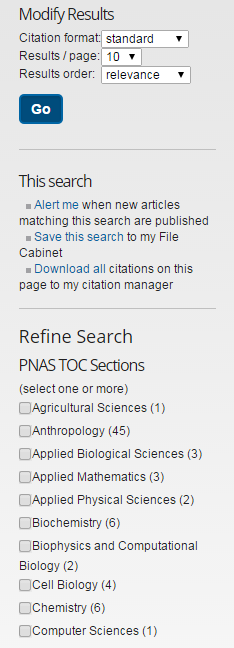 Modify Results
Citation format: standard
Results / page: 10
Results order: relevance
Go
This search
Alert me when new articles
matching this search are published
Save this search to my File
Cabinet
Download all citations on this
page to my citation manager
Refine Search
PNAS TOC Sections
(select one or more)
Agricultural Sciences (1)
Anthropology (45)
Applied Biological Sciences (3)
Applied Mathematics (3)
Applied Physical Sciences (2)
Biochemistry (6)
Biophysics and Computational
Biology (2)
Cell Biology (4)
Chemistry (6)
Computer Sciences (1)